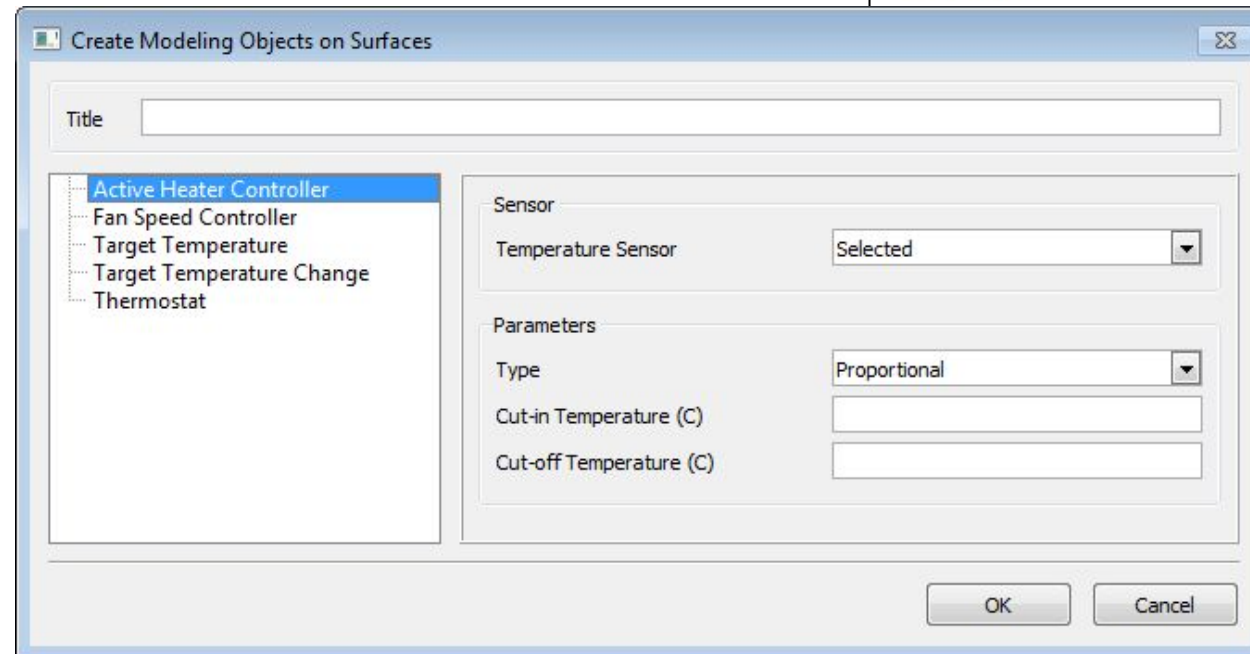 Create Modeling Objects on Surfaces
Title
Active Heater Controller
Fan Speed Controller
Target Temperature
Target Temperature Change
Thermostat
Sensor
Temperature Sensor Selected
Parameters
Type Proportional
Cut-in Temperature (C)
Cut-off Temperature (C)
OK Cancel